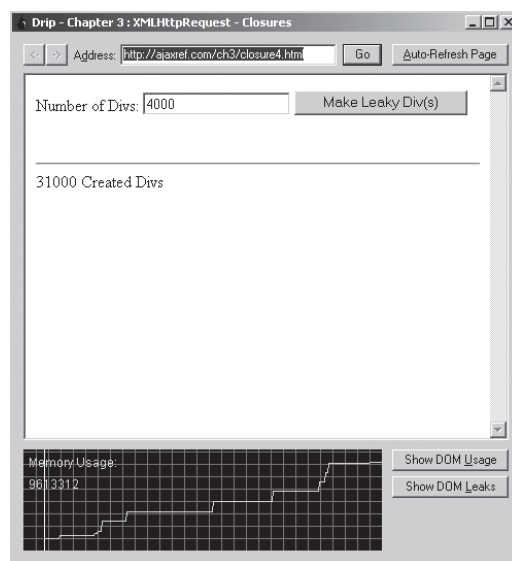 Drip - Chapter 3 : XMLHttpRequest - Closures
<- -> Address: http://ajaxref.com/ch3/closure4.html Go Auto-Refresh Page
Number of Divs: 4000 Make Leaky Div(s)
31000 Created Divs
Memory Usage:
9613312
Show DOM Usage
Show DOM Leaks